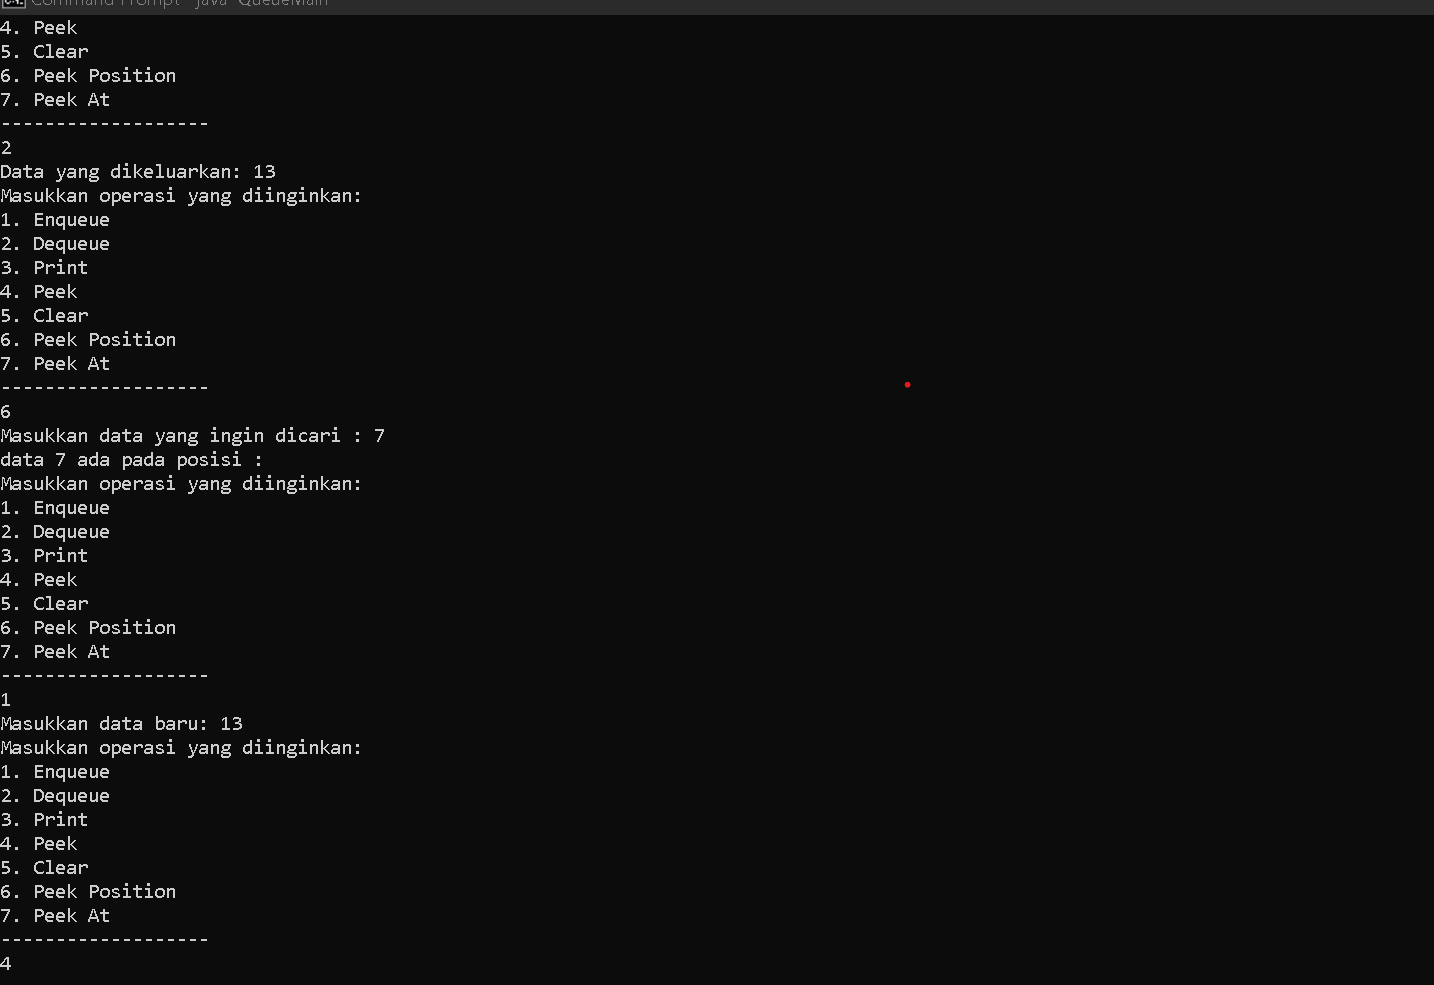 Command Prompt - java QueueMain
4. Peek
5. Clear
6. Peek Position
7. Peek At
-------------------
2
Data yang dikeluarkan: 13
Masukkan operasi yang diinginkan:
1. Enqueue
2. Dequeue
3. Print
4. Peek
5. Clear
6. Peek Position
7. Peek At
-------------------
6
Masukkan data yang ingin dicari : 7
data 7 ada pada posisi :
Masukkan operasi yang diinginkan:
1. Enqueue
2. Dequeue
3. Print
4. Peek
5. Clear
6. Peek Position
7. Peek At
-------------------
1
Masukkan data baru: 13
Masukkan operasi yang diinginkan:
1. Enqueue
2. Dequeue
3. Print
4. Peek
5. Clear
6. Peek Position
7. Peek At
-------------------
4